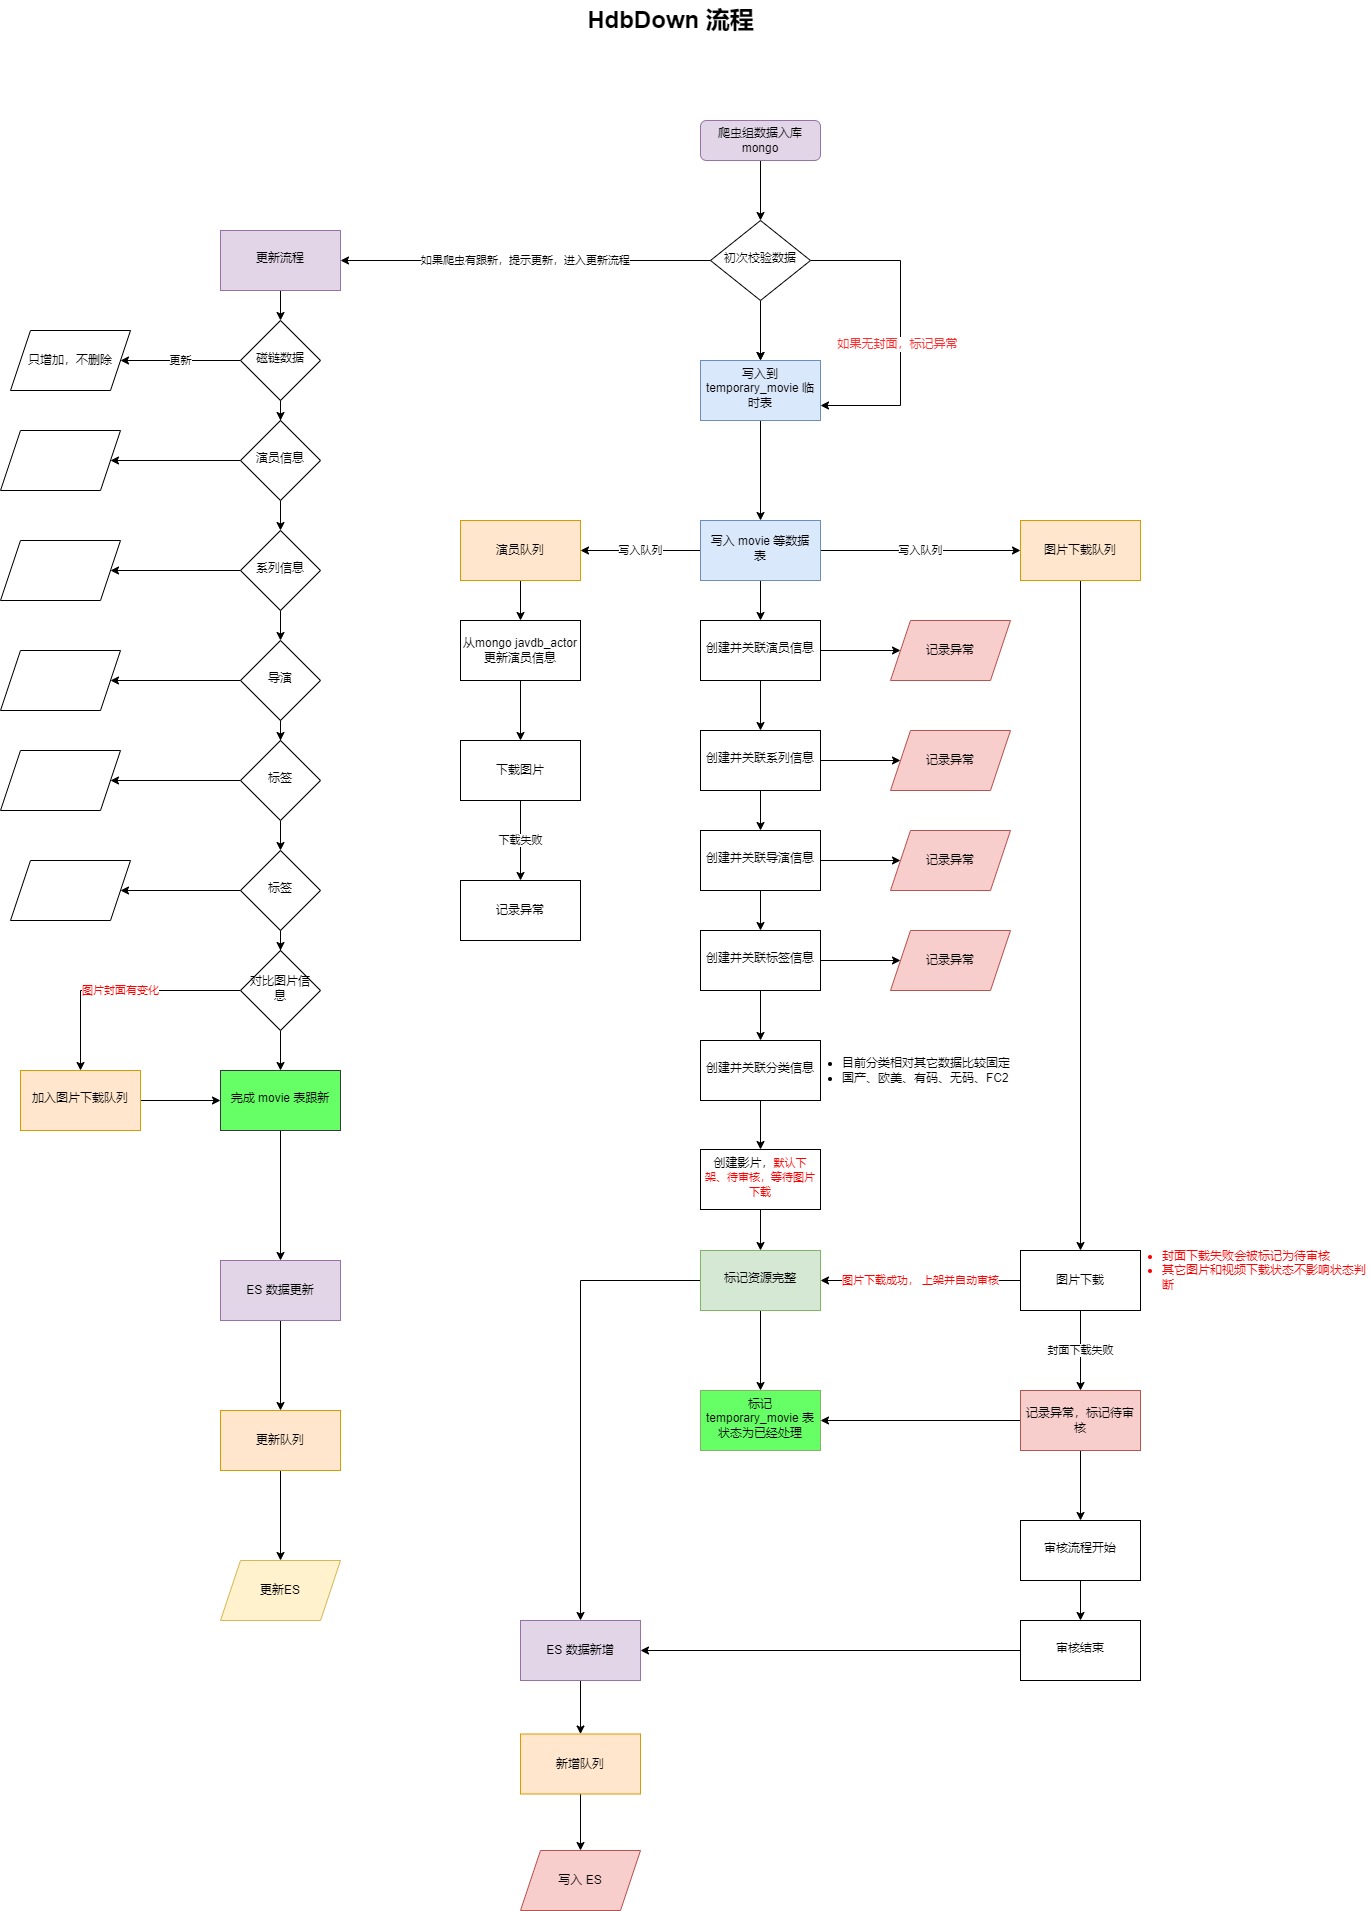 HdbDown 流程
爬虫组数据入库
mongo
更新流程
如果爬虫有跟新，提示更新，进入更新流程
初次校验数据
如果无封面，标记异常
只增加，不删除
更新
磁链数据
写入到
temporary_movie 临
时表
演员信息
演员队列
写入队列
写入 movie 等数据
表
写入队列
图片下载队列
系列信息
从mongo javdb_actor
更新演员信息
创建并关联演员信息
记录异常
导演
下载图片
创建并关联系列信息
记录异常
标签
下载失败
创建并关联导演信息
记录异常
标签
记录异常
创建并关联标签信息
记录异常
图片封面有变化
对比图片信
息
创建并关联分类信息
• 目前分类相对其它数据比较固定
• 国产、欧美、有码、无码、FC2
加入图片下载队列
完成 movie 表跟新
创建影片，默认下
架、待审核，等待图片
下载
ES 数据更新
标记资源完整
图片下载成功， 上架并自动审核
图片下载
• 封面下载失败会被标记为待审核
• 其它图片和视频下载状态不影响状态判
断
封面下载失败
更新队列
标记
temporary_movie 表
状态为已经处理
记录异常，标记待审
核
审核流程开始
更新ES
ES 数据新增
审核结束
新增队列
写入 ES